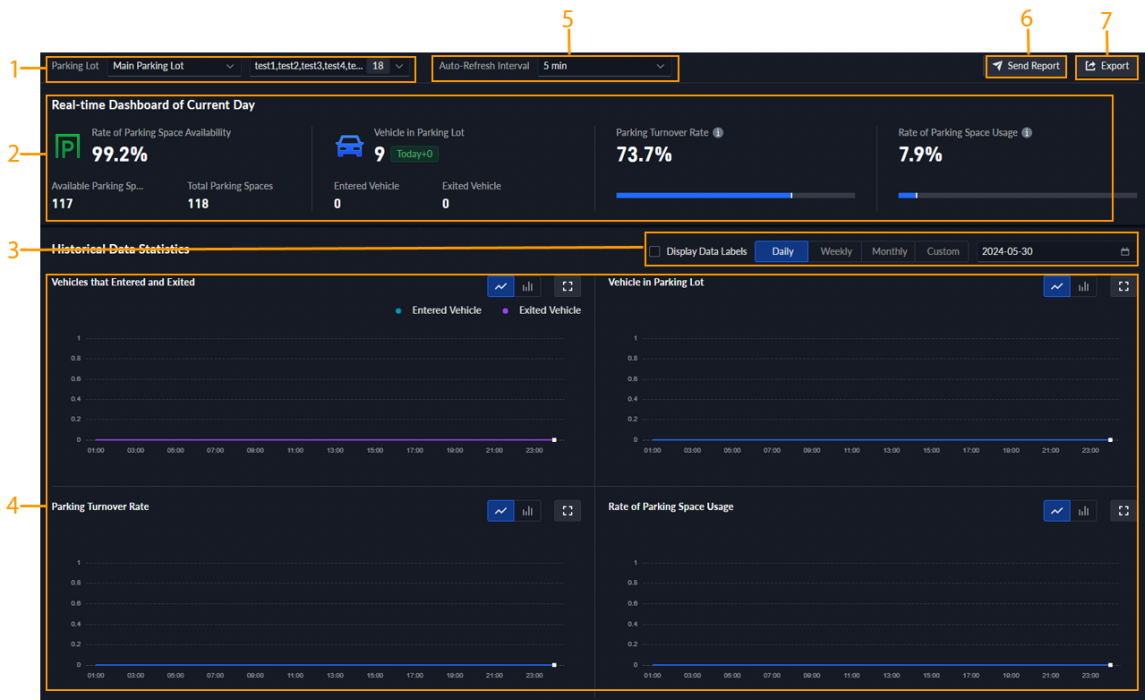 5 6 7
1 Parking Lot Main Parking Lot test1,test2,test3,test4,te... 18 Auto-Refresh Interval 5 min Send Report Export
Real-time Dashboard of Current Day
2
Rate of Parking Space Availability
99.2%
Available Parking Sp... Total Parking Spaces
117 118
Vehicle in Parking Lot
9 Today+0
Entered Vehicle Exited Vehicle
0 0
Parking Turnover Rate
73.7%
Rate of Parking Space Usage
7.9%
3 Historical Data Statistics Display Data Labels Daily Weekly Monthly Custom 2024-05-30
4
Vehicles that Entered and Exited
Entered Vehicle Exited Vehicle
1
0.8
0.6
0.4
0.2
0
01:00 03:00 05:00 07:00 09:00 11:00 13:00 15:00 17:00 19:00 21:00 23:00
Vehicle in Parking Lot
1
0.8
0.6
0.4
0.2
0
01:00 03:00 05:00 07:00 09:00 11:00 13:00 15:00 17:00 19:00 21:00 23:00
Parking Turnover Rate
1
0.8
0.6
0.4
0.2
0
01:00 03:00 05:00 07:00 09:00 11:00 13:00 15:00 17:00 19:00 21:00 23:00
Rate of Parking Space Usage
1
0.8
0.6
0.4
0.2
0
01:00 03:00 05:00 07:00 09:00 11:00 13:00 15:00 17:00 19:00 21:00 23:00